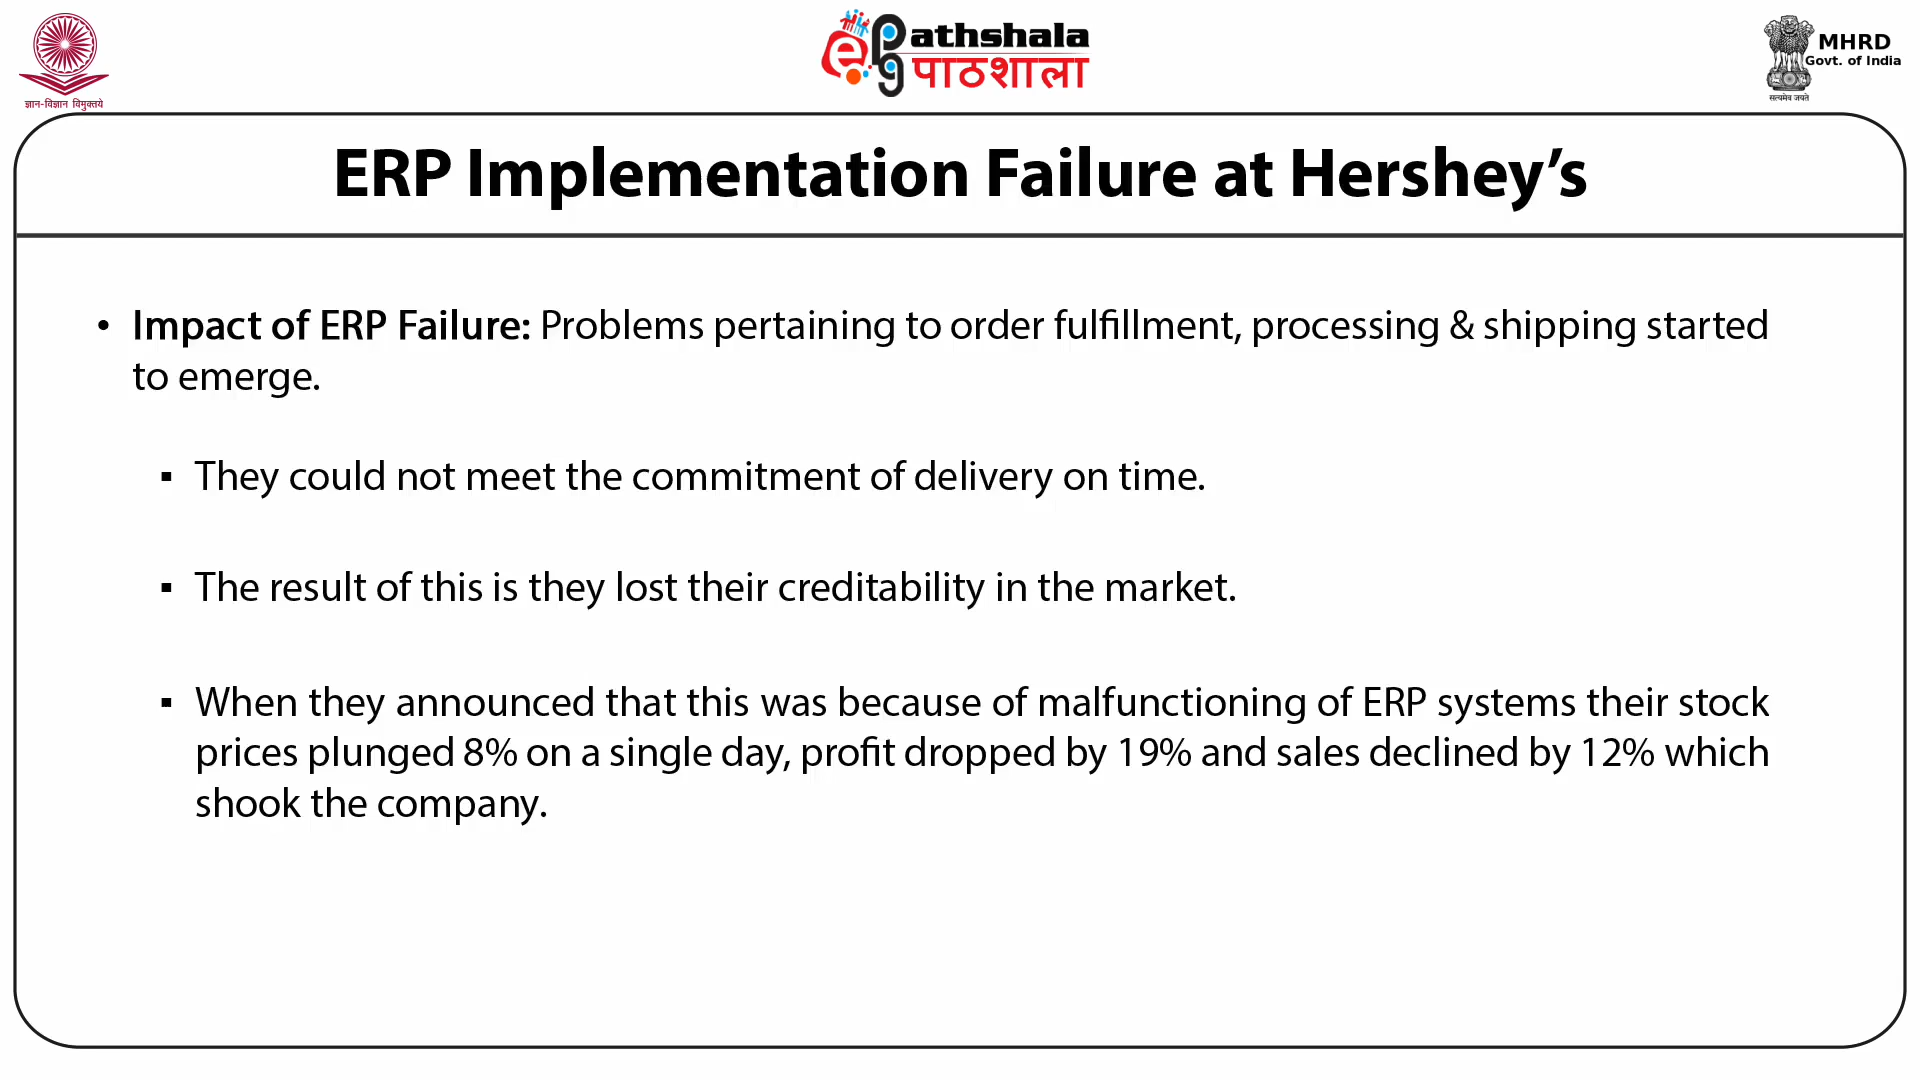 ज्ञान-विज्ञान विमुक्तये
ePg athshala
पाठशाला
MHRD
Govt. of India
सत्यमेव जयते
ERP Implementation Failure at Hershey’s
• Impact of ERP Failure: Problems pertaining to order fulfillment, processing & shipping started
to emerge.
▪ They could not meet the commitment of delivery on time.
▪ The result of this is they lost their creditability in the market.
▪ When they announced that this was because of malfunctioning of ERP systems their stock
prices plunged 8% on a single day, profit dropped by 19% and sales declined by 12% which
shook the company.